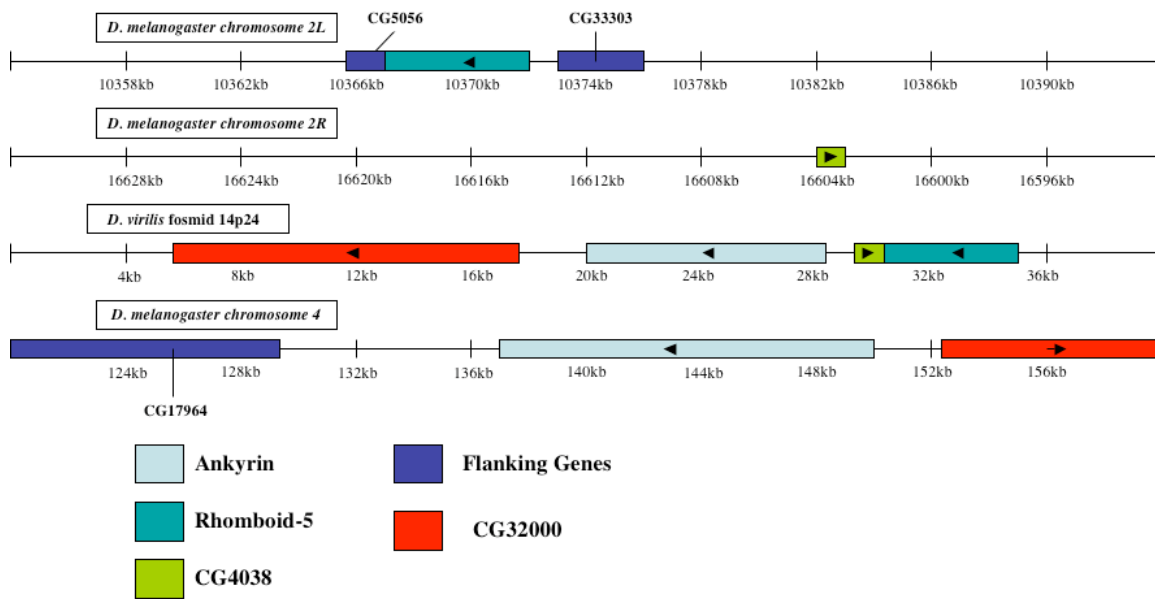 CG5056 CG33303
D. melanogaster chromosome 2L
10358kb 10362kb 10366kb 10370kb 10374kb 10378kb 10382kb 10386kb 10390kb
D. melanogaster chromosome 2R
16628kb 16624kb 16620kb 16616kb 16612kb 16608kb 16604kb 16600kb 16596kb
D. virilis fosmid 14p24
4kb 8kb 12kb 16kb 20kb 24kb 28kb 32kb 36kb
D. melanogaster chromosome 4
124kb 128kb 132kb 136kb 140kb 144kb 148kb 152kb 156kb
CG17964
Ankyrin Flanking Genes
Rhomboid-5 CG32000
CG4038